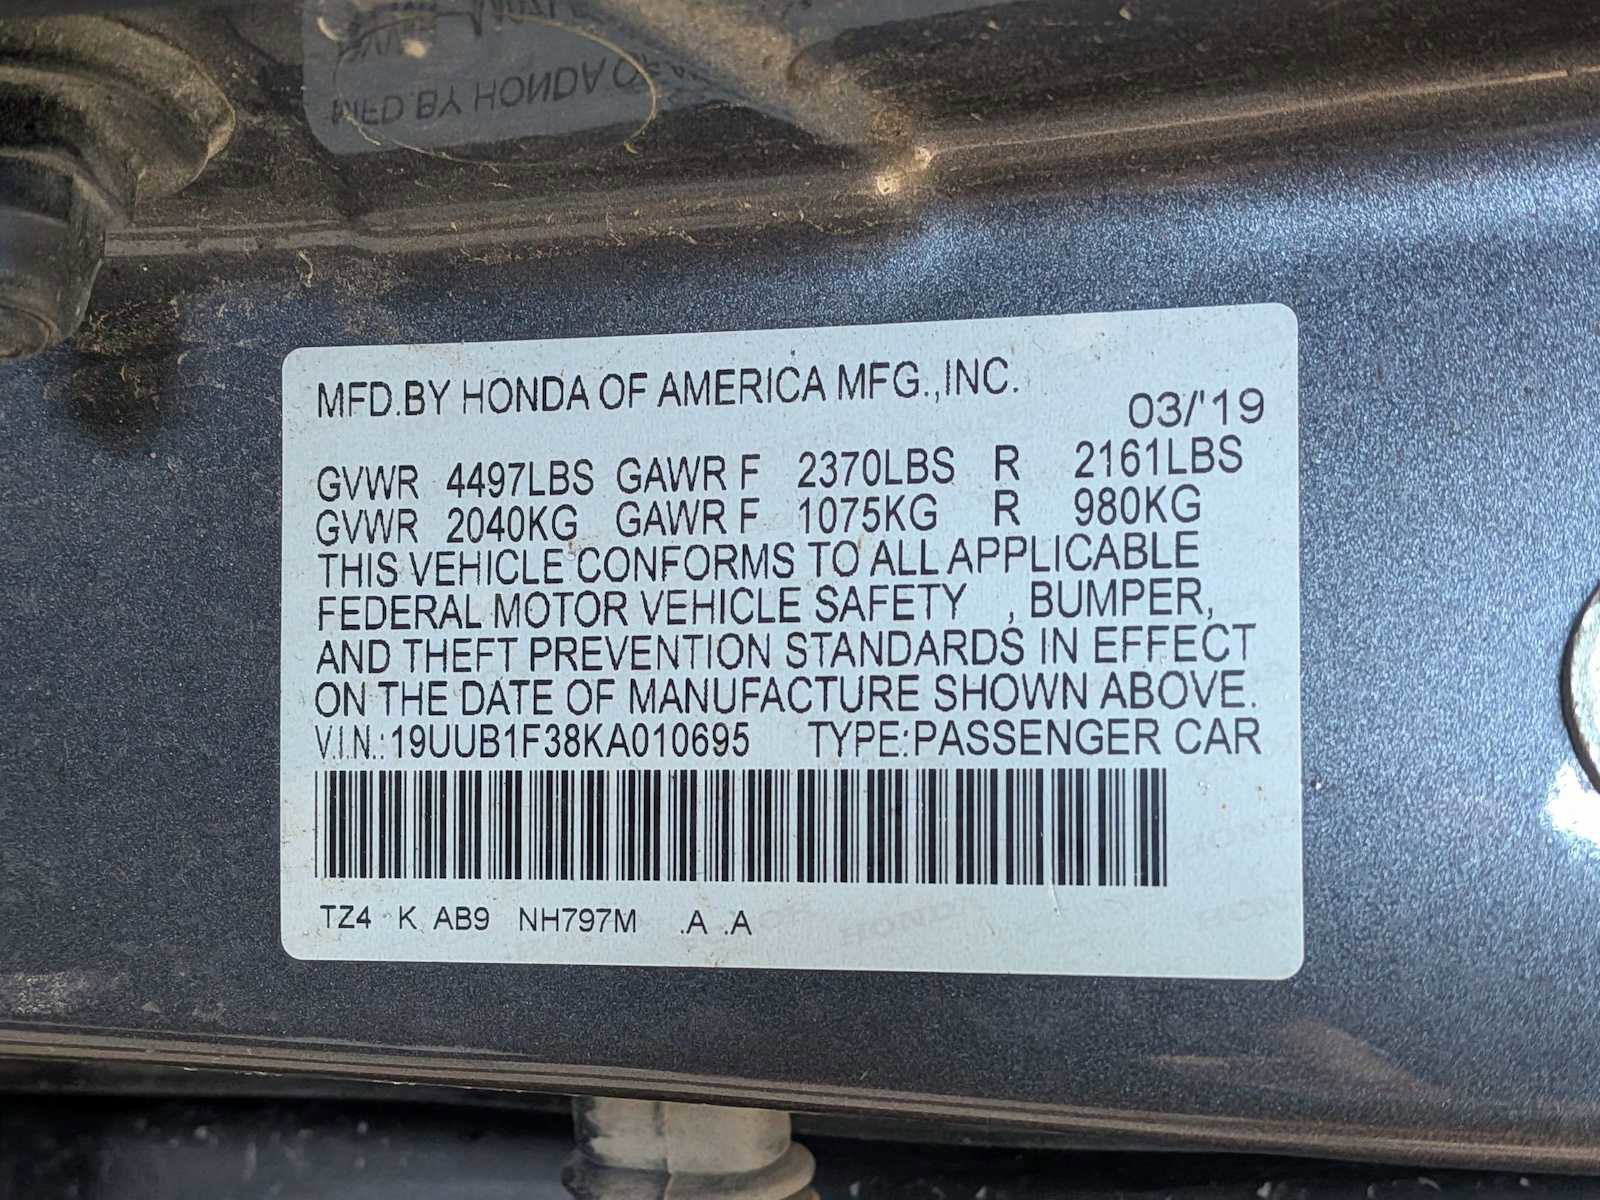 MFD.BY HONDA OF AMERICA MFG.,INC.
03/'19
GVWR 4497LBS GAWR F 2370LBS R 2161LBS
GVWR 2040KG GAWR F 1075KG R 980KG
THIS VEHICLE CONFORMS TO ALL APPLICABLE
FEDERAL MOTOR VEHICLE SAFETY , BUMPER,
AND THEFT PREVENTION STANDARDS IN EFFECT
ON THE DATE OF MANUFACTURE SHOWN ABOVE.
V.I.N.:19UUB1F38KA010695 TYPE:PASSENGER CAR
TZ4 K AB9 NH797M .A .A